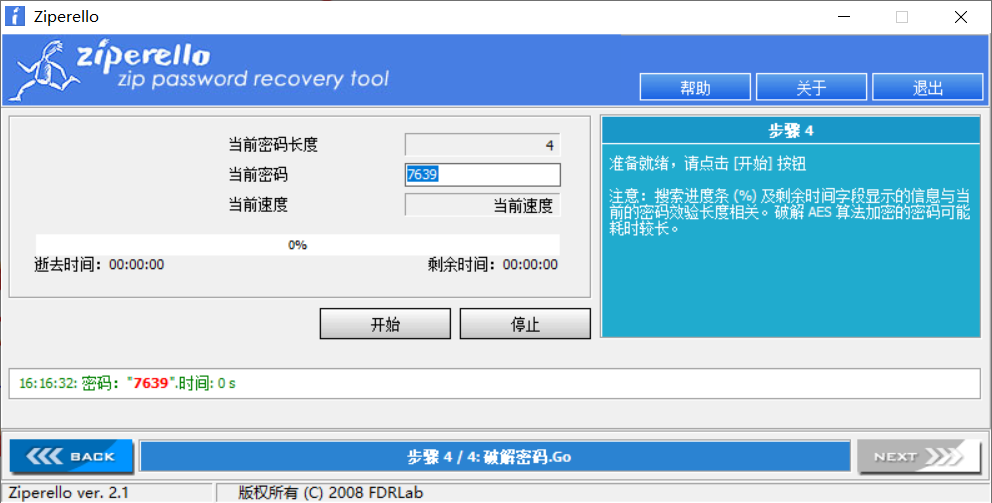 Ziperello
ziperello
zip password recovery tool
帮助 关于 退出
当前密码长度 4
当前密码 7639
当前速度 当前速度
0%
逝去时间：00:00:00 剩余时间：00:00:00
开始 停止
步骤 4
准备就绪，请点击 [开始] 按钮
注意：搜索进度条 (%) 及剩余时间字段显示的信息与当
前的密码效验长度相关。破解 AES 算法加密的密码可能
耗时较长。
16:16:32: 密码："7639".时间: 0 s
BACK 步骤 4 / 4: 破解密码.Go NEXT
Ziperello ver. 2.1 版权所有 (C) 2008 FDRLab